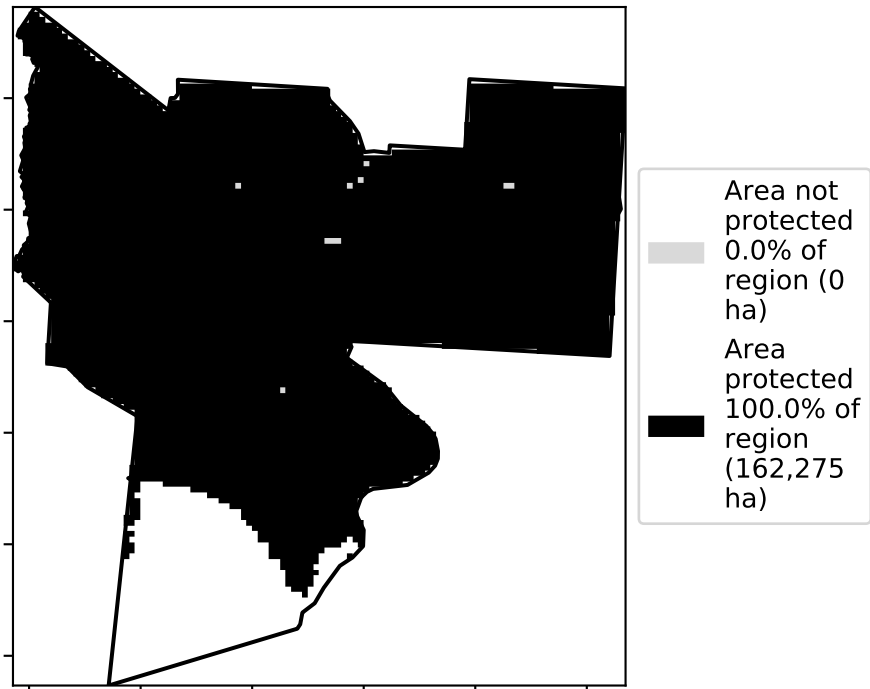 Area not
protected
0.0% of
region (0
ha)
Area
protected
100.0% of
region
(162,275
ha)